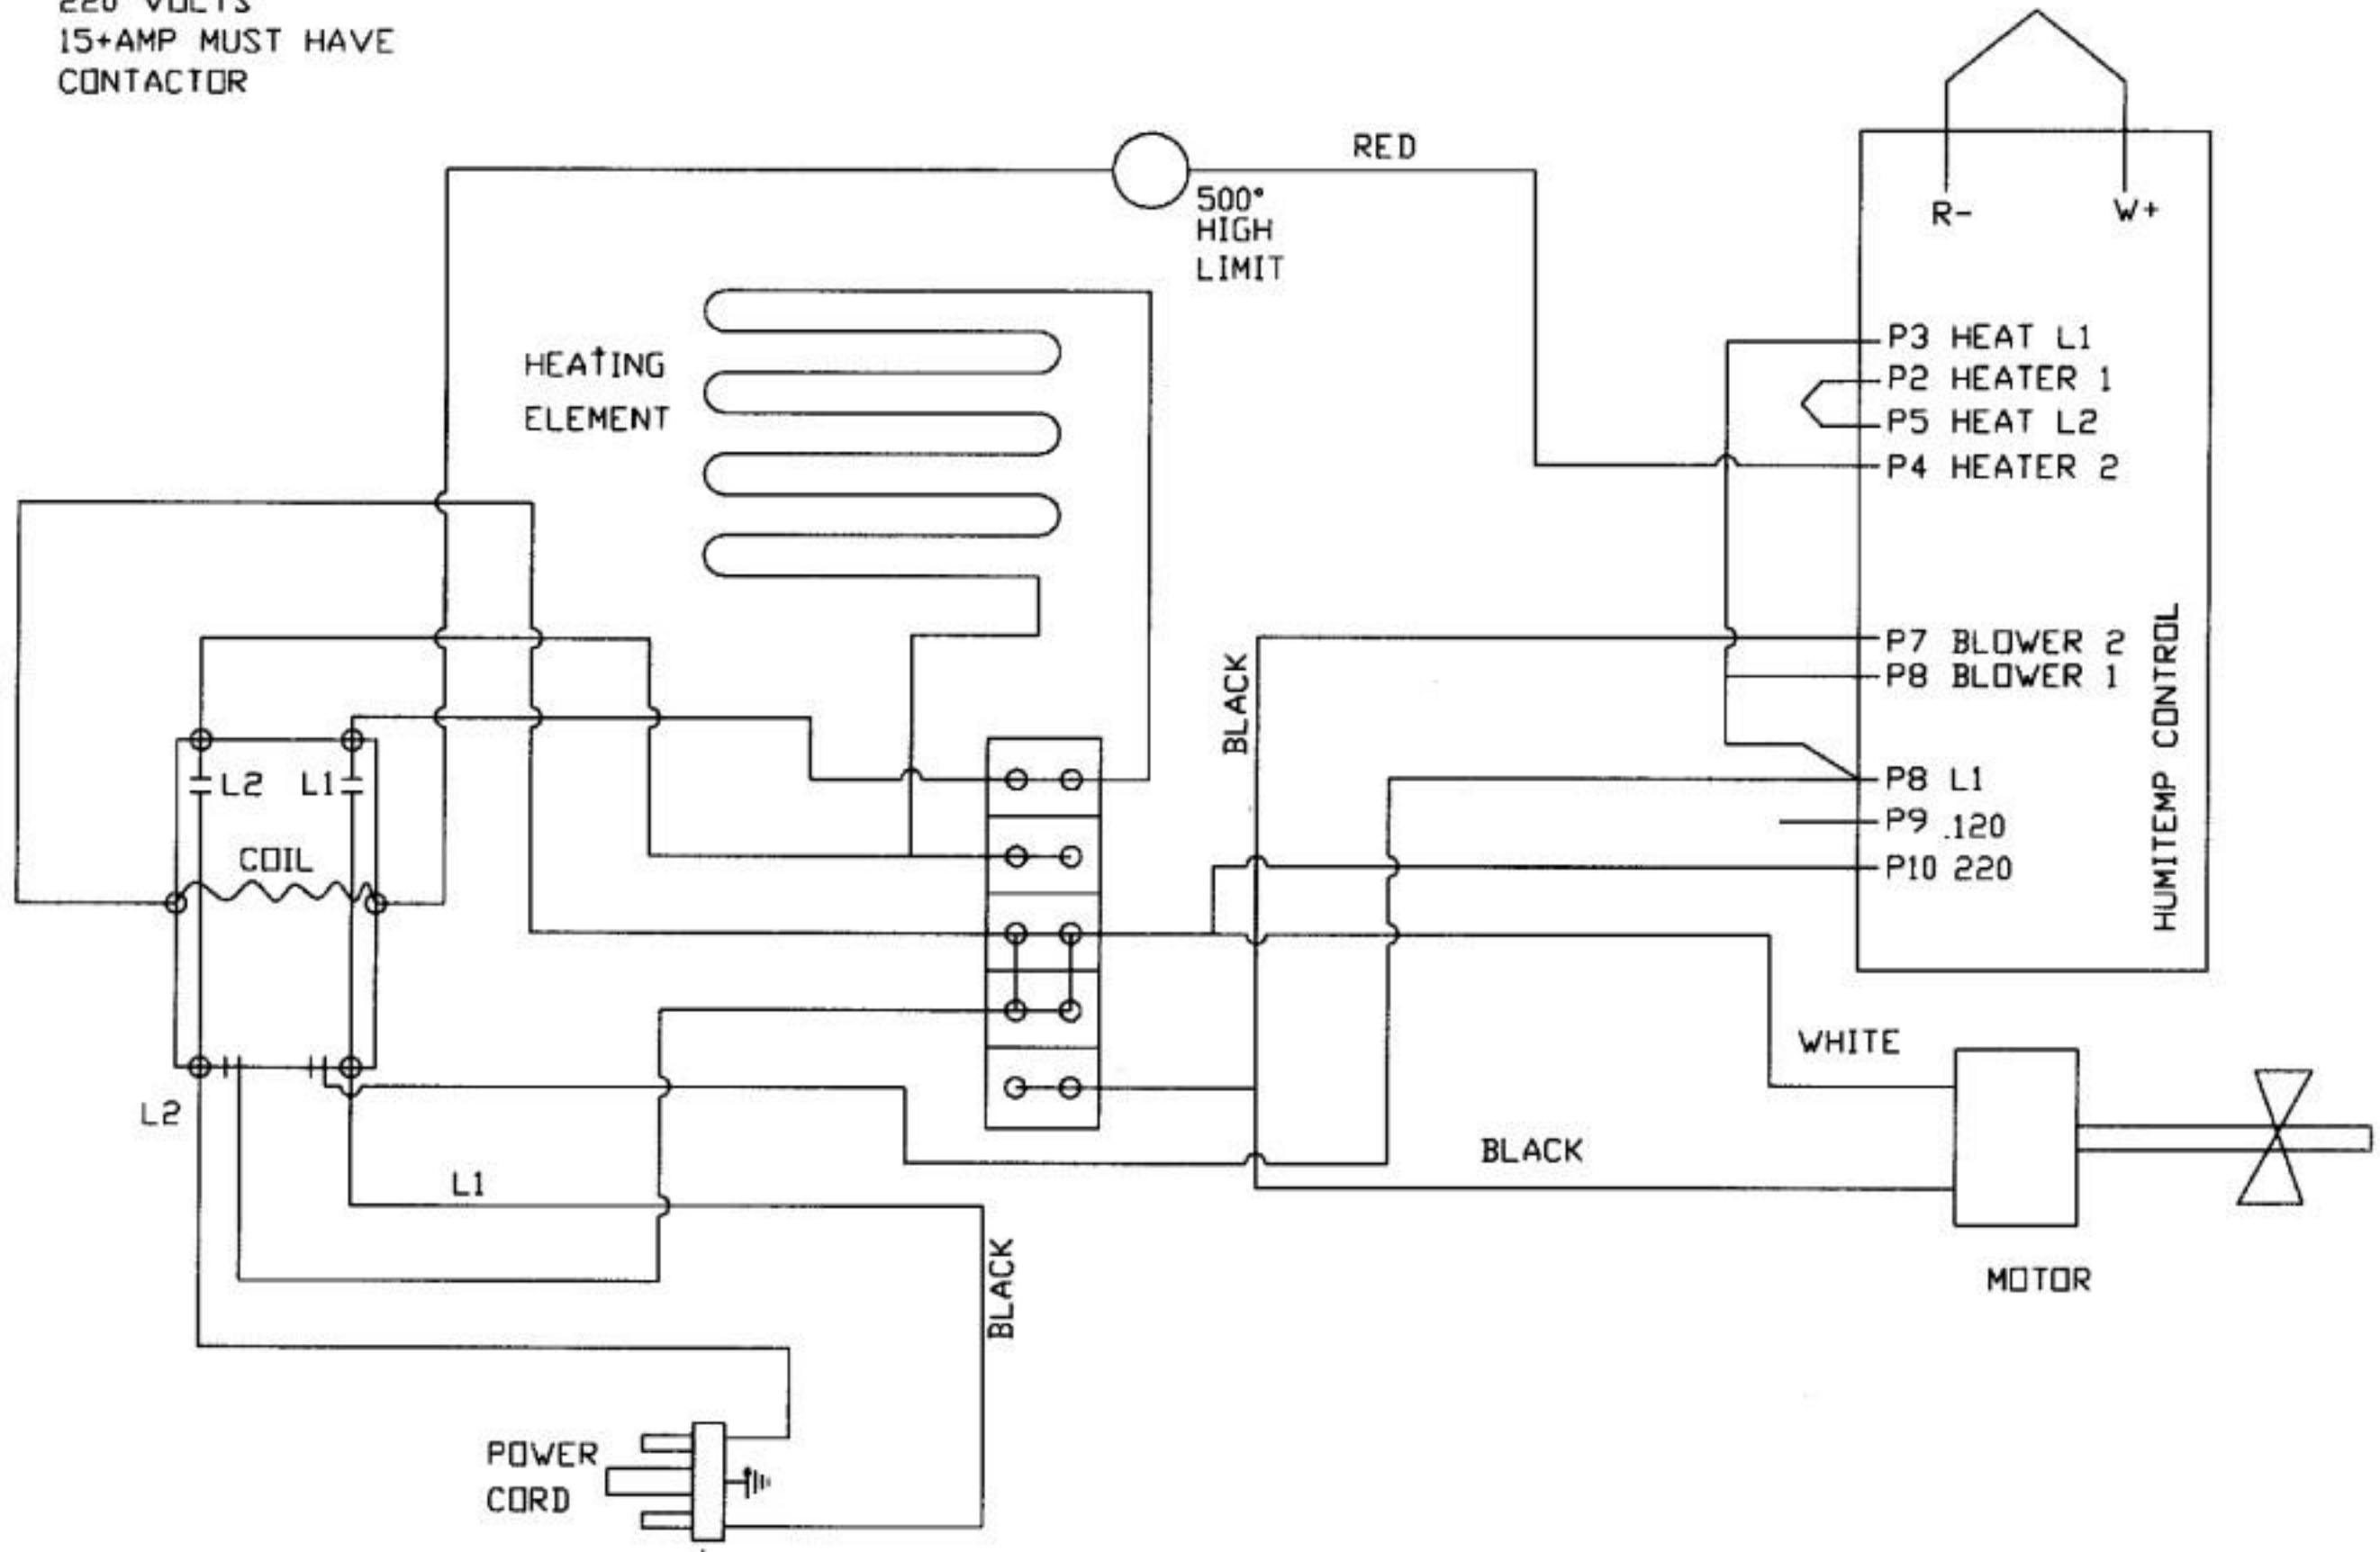 220 VOLTS
15+AMP MUST HAVE
CONTACTOR
RED
500°
HIGH
LIMIT
R-
W+
HEATING
ELEMENT
P3 HEAT L1
P2 HEATER 1
P5 HEAT L2
P4 HEATER 2
BLACK
P7 BLOWER 2
P8 BLOWER 1
HUMITEMP CONTROL
L2
L1
P8 L1
P9 .120
COIL
P10 220
WHITE
L2
BLACK
L1
BLACK
MOTOR
POWER
CORD